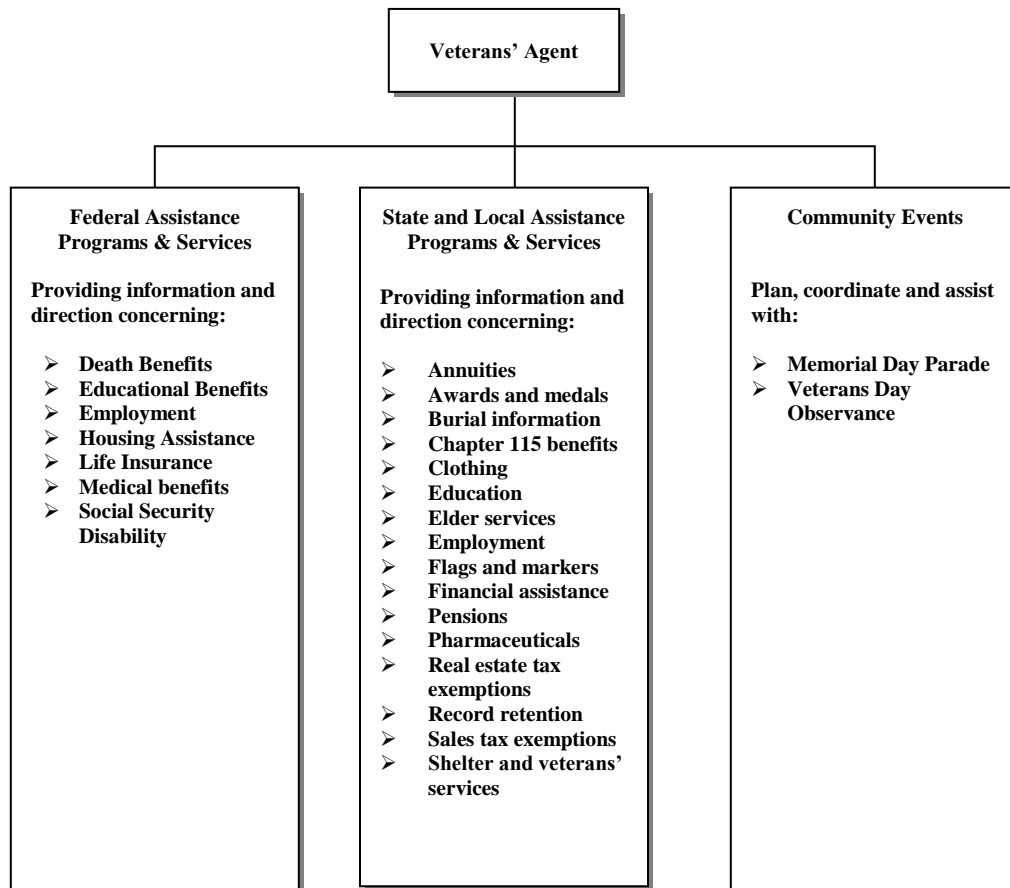 Veterans’ Agent
Federal Assistance
Programs & Services
Providing information and
direction concerning:
➢ Death Benefits
➢ Educational Benefits
➢ Employment
➢ Housing Assistance
➢ Life Insurance
➢ Medical benefits
➢ Social Security
Disability
State and Local Assistance
Programs & Services
Providing information and
direction concerning:
➢ Annuities
➢ Awards and medals
➢ Burial information
➢ Chapter 115 benefits
➢ Clothing
➢ Education
➢ Elder services
➢ Employment
➢ Flags and markers
➢ Financial assistance
➢ Pensions
➢ Pharmaceuticals
➢ Real estate tax
exemptions
➢ Record retention
➢ Sales tax exemptions
➢ Shelter and veterans’
services
Community Events
Plan, coordinate and assist
with:
➢ Memorial Day Parade
➢ Veterans Day
Observance